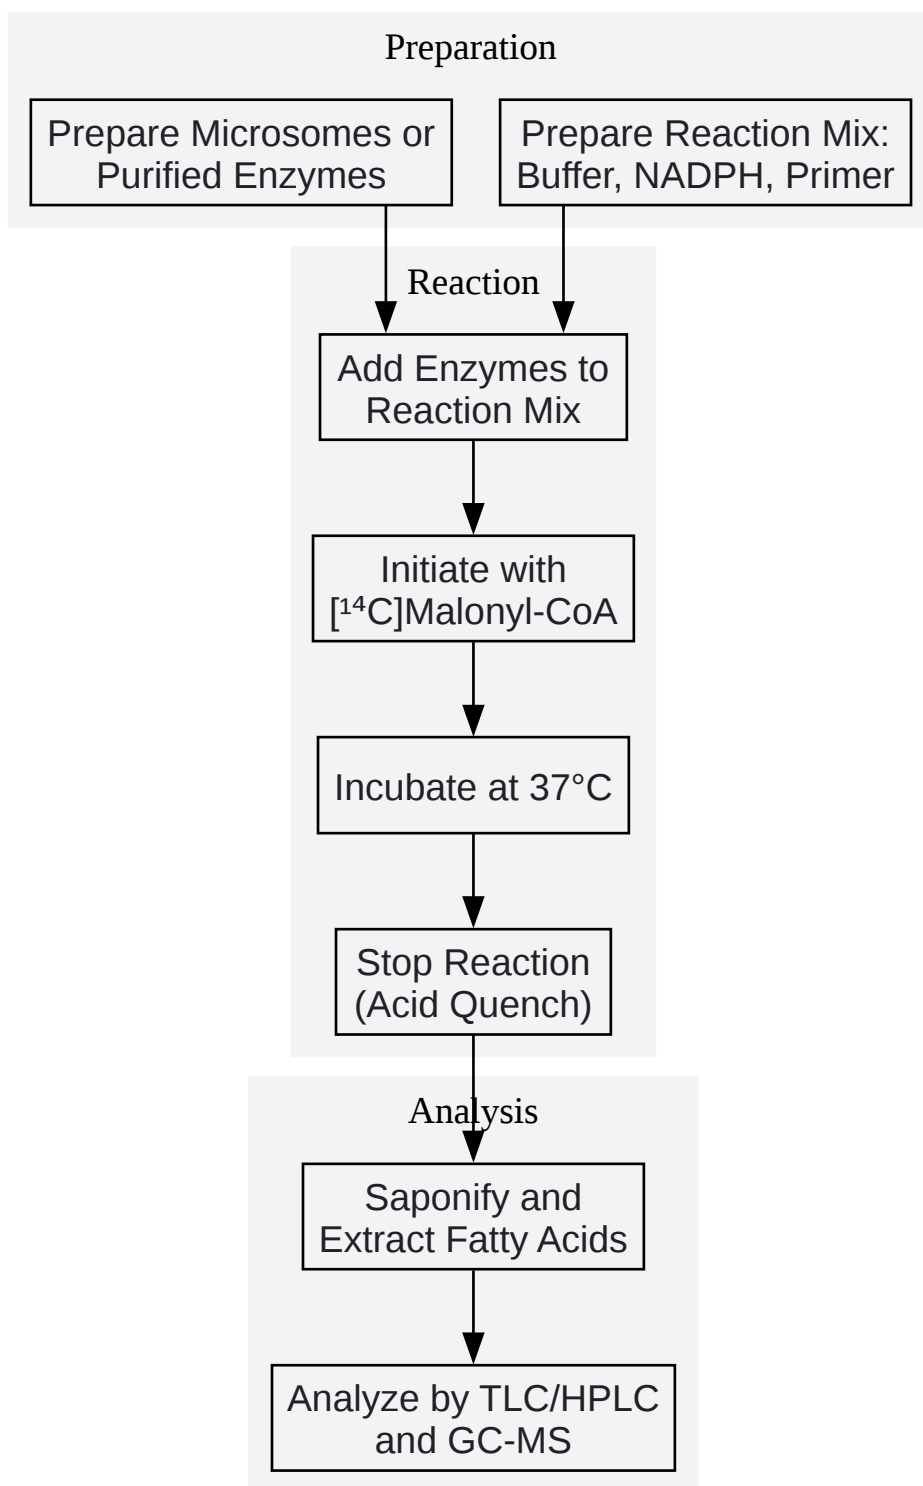 Preparation
Prepare Microsomes or
Purified Enzymes
Prepare Reaction Mix:
Buffer, NADPH, Primer
Reaction
Add Enzymes to
Reaction Mix
Initiate with
[¹⁴C]Malonyl-CoA
Incubate at 37°C
Stop Reaction
(Acid Quench)
Analysis
Saponify and
Extract Fatty Acids
Analyze by TLC/HPLC
and GC-MS